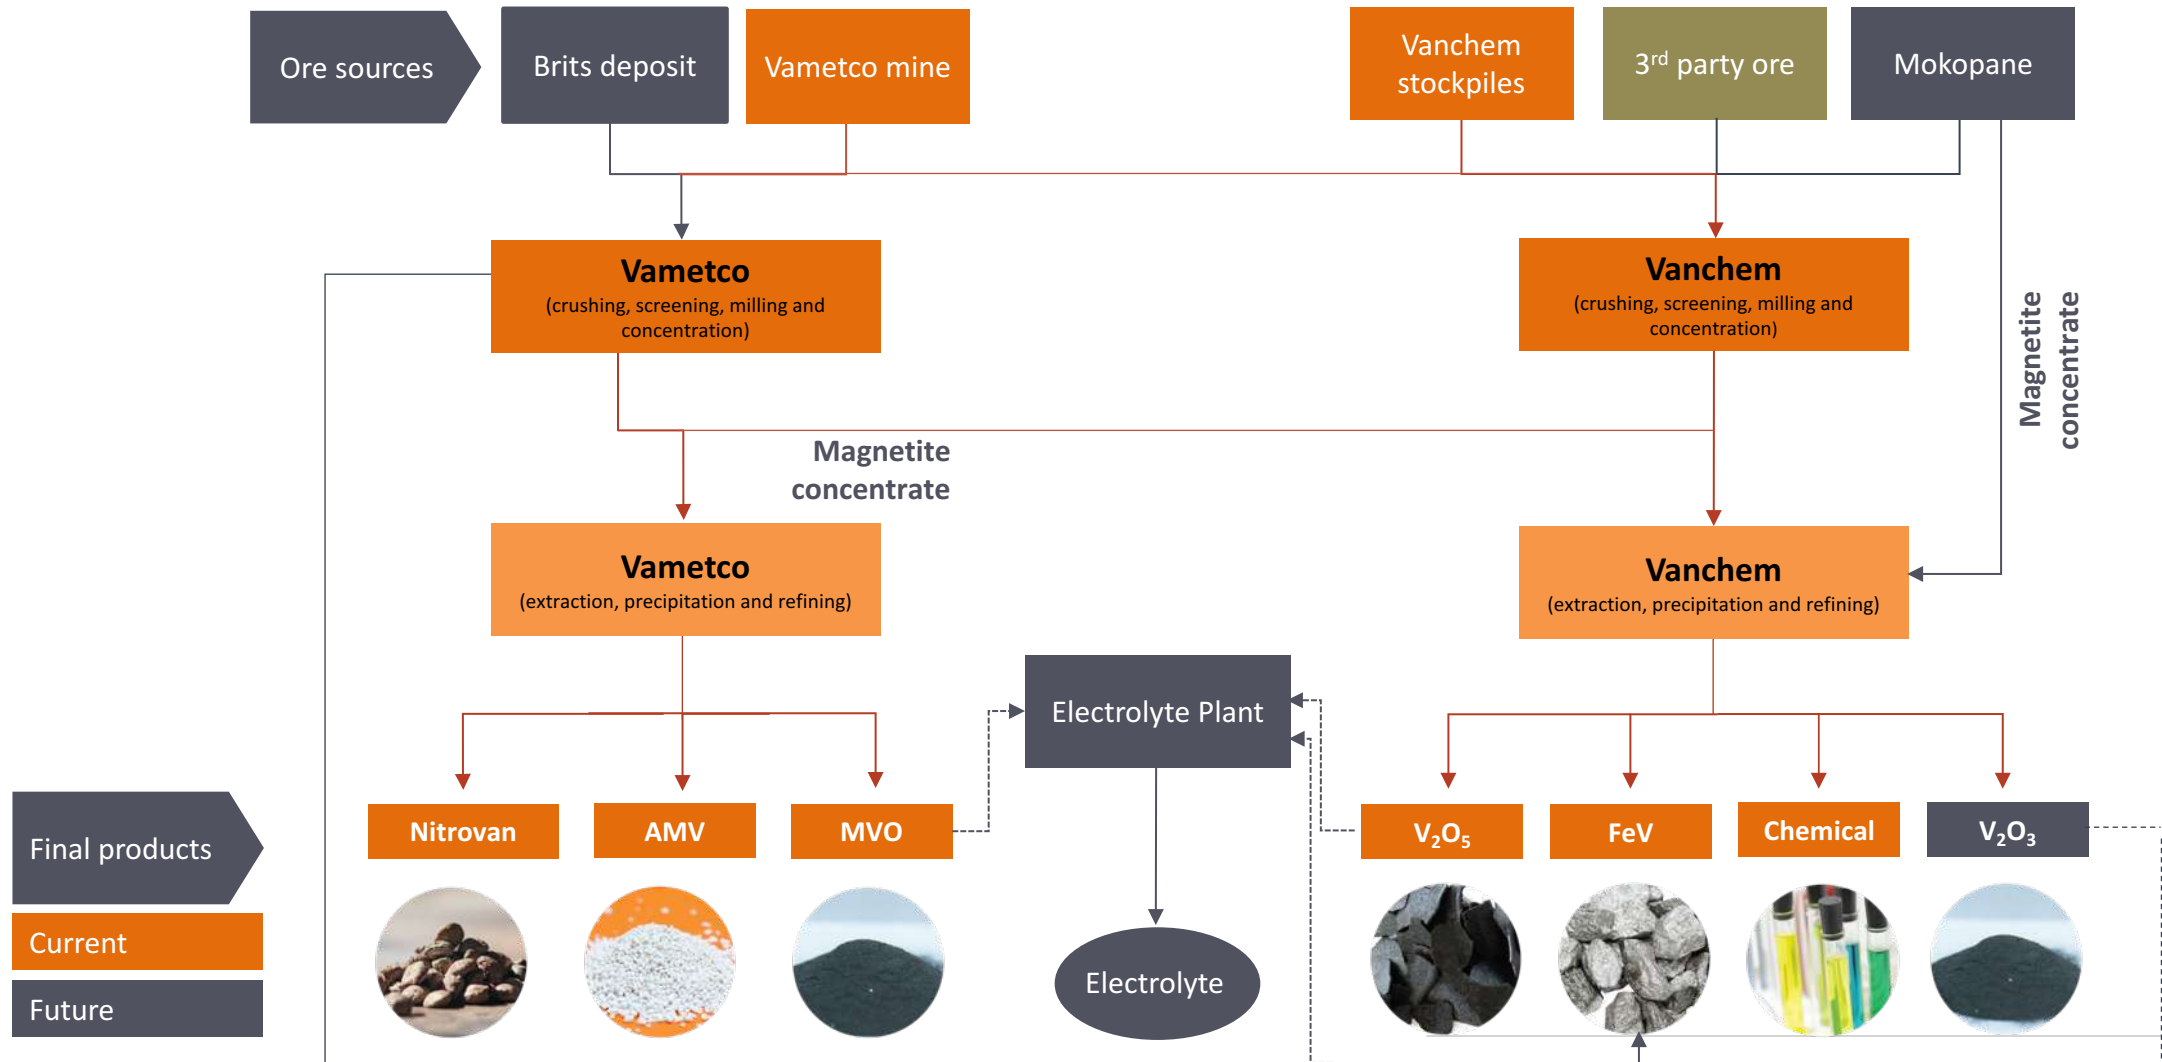 Ore sources
Brits deposit
Vametco mine
Vanchem
stockpiles
3rd party ore
Mokopane
Vametco
(crushing, screening, milling and
concentration)
Vanchem
(crushing, screening, milling and
concentration)
Magnetite
concentrate
Magnetite
concentrate
Vametco
(extraction, precipitation and refining)
Vanchem
(extraction, precipitation and refining)
Electrolyte Plant
Nitrovan
AMV
MVO
V₂O₅
FeV
Chemical
V₂O₃
Final products
Current
Future
Electrolyte